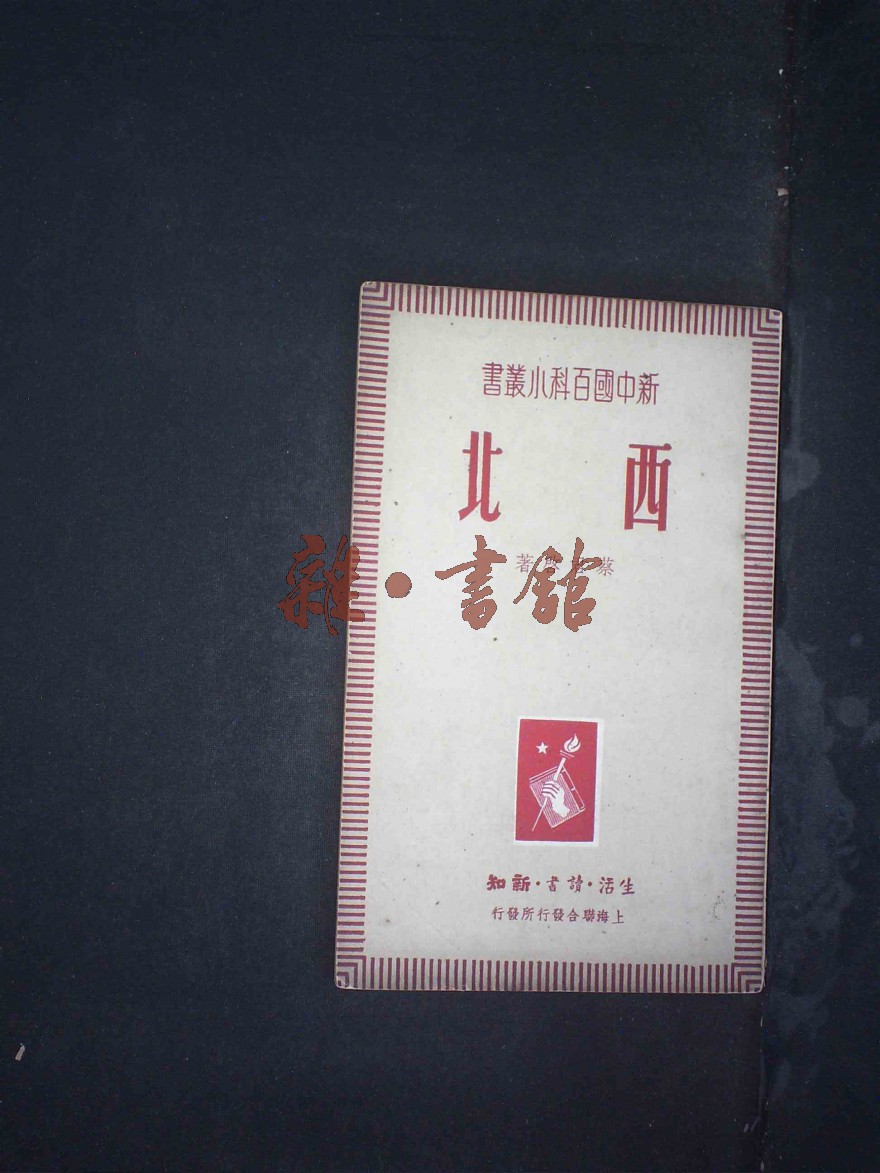 新中國百科小叢書
西北
蔡 著
雜·書館
生活·讀書·新知
上海聯合發行所發行